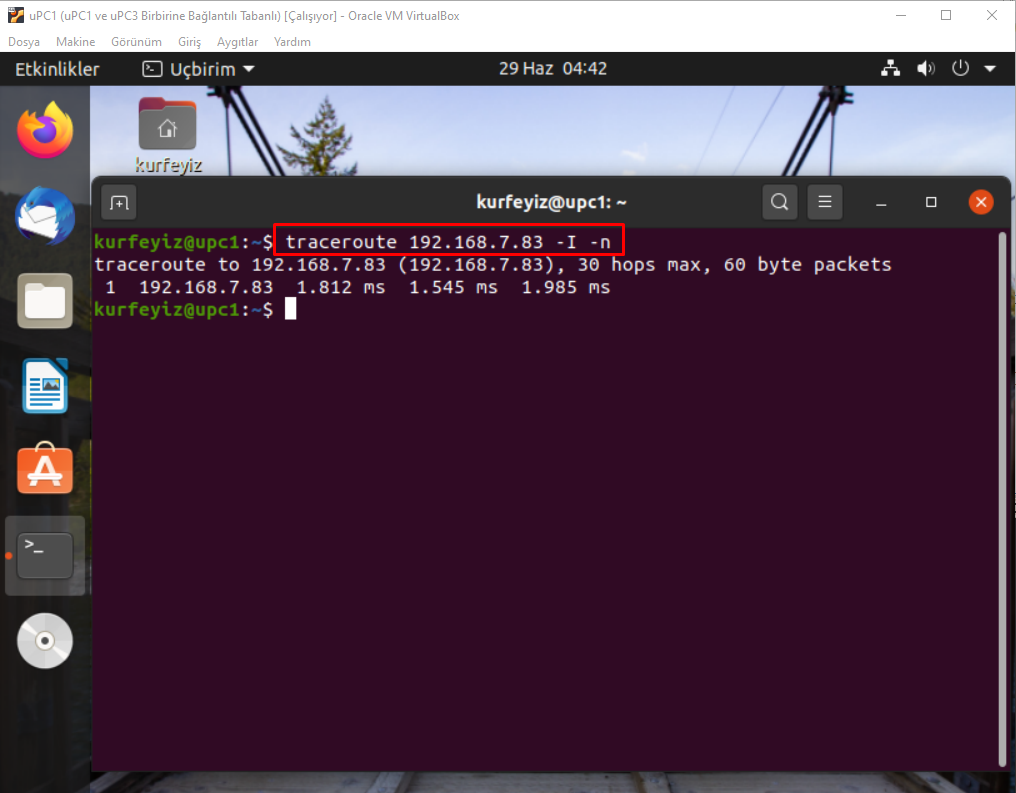 uPC1 (uPC1 ve uPC3 Birbirine Bağlantılı Tabanlı) [Çalışıyor] - Oracle VM VirtualBox
Dosya Makine Görünüm Giriş Aygıtlar Yardım
Etkinlikler Uçbirim 29 Haz 04:42
kurfeyiz
kurfeyiz@upc1: ~
kurfeyiz@upc1:~$ traceroute 192.168.7.83 -I -n
traceroute to 192.168.7.83 (192.168.7.83), 30 hops max, 60 byte packets
1 192.168.7.83 1.812 ms 1.545 ms 1.985 ms
kurfeyiz@upc1:~$